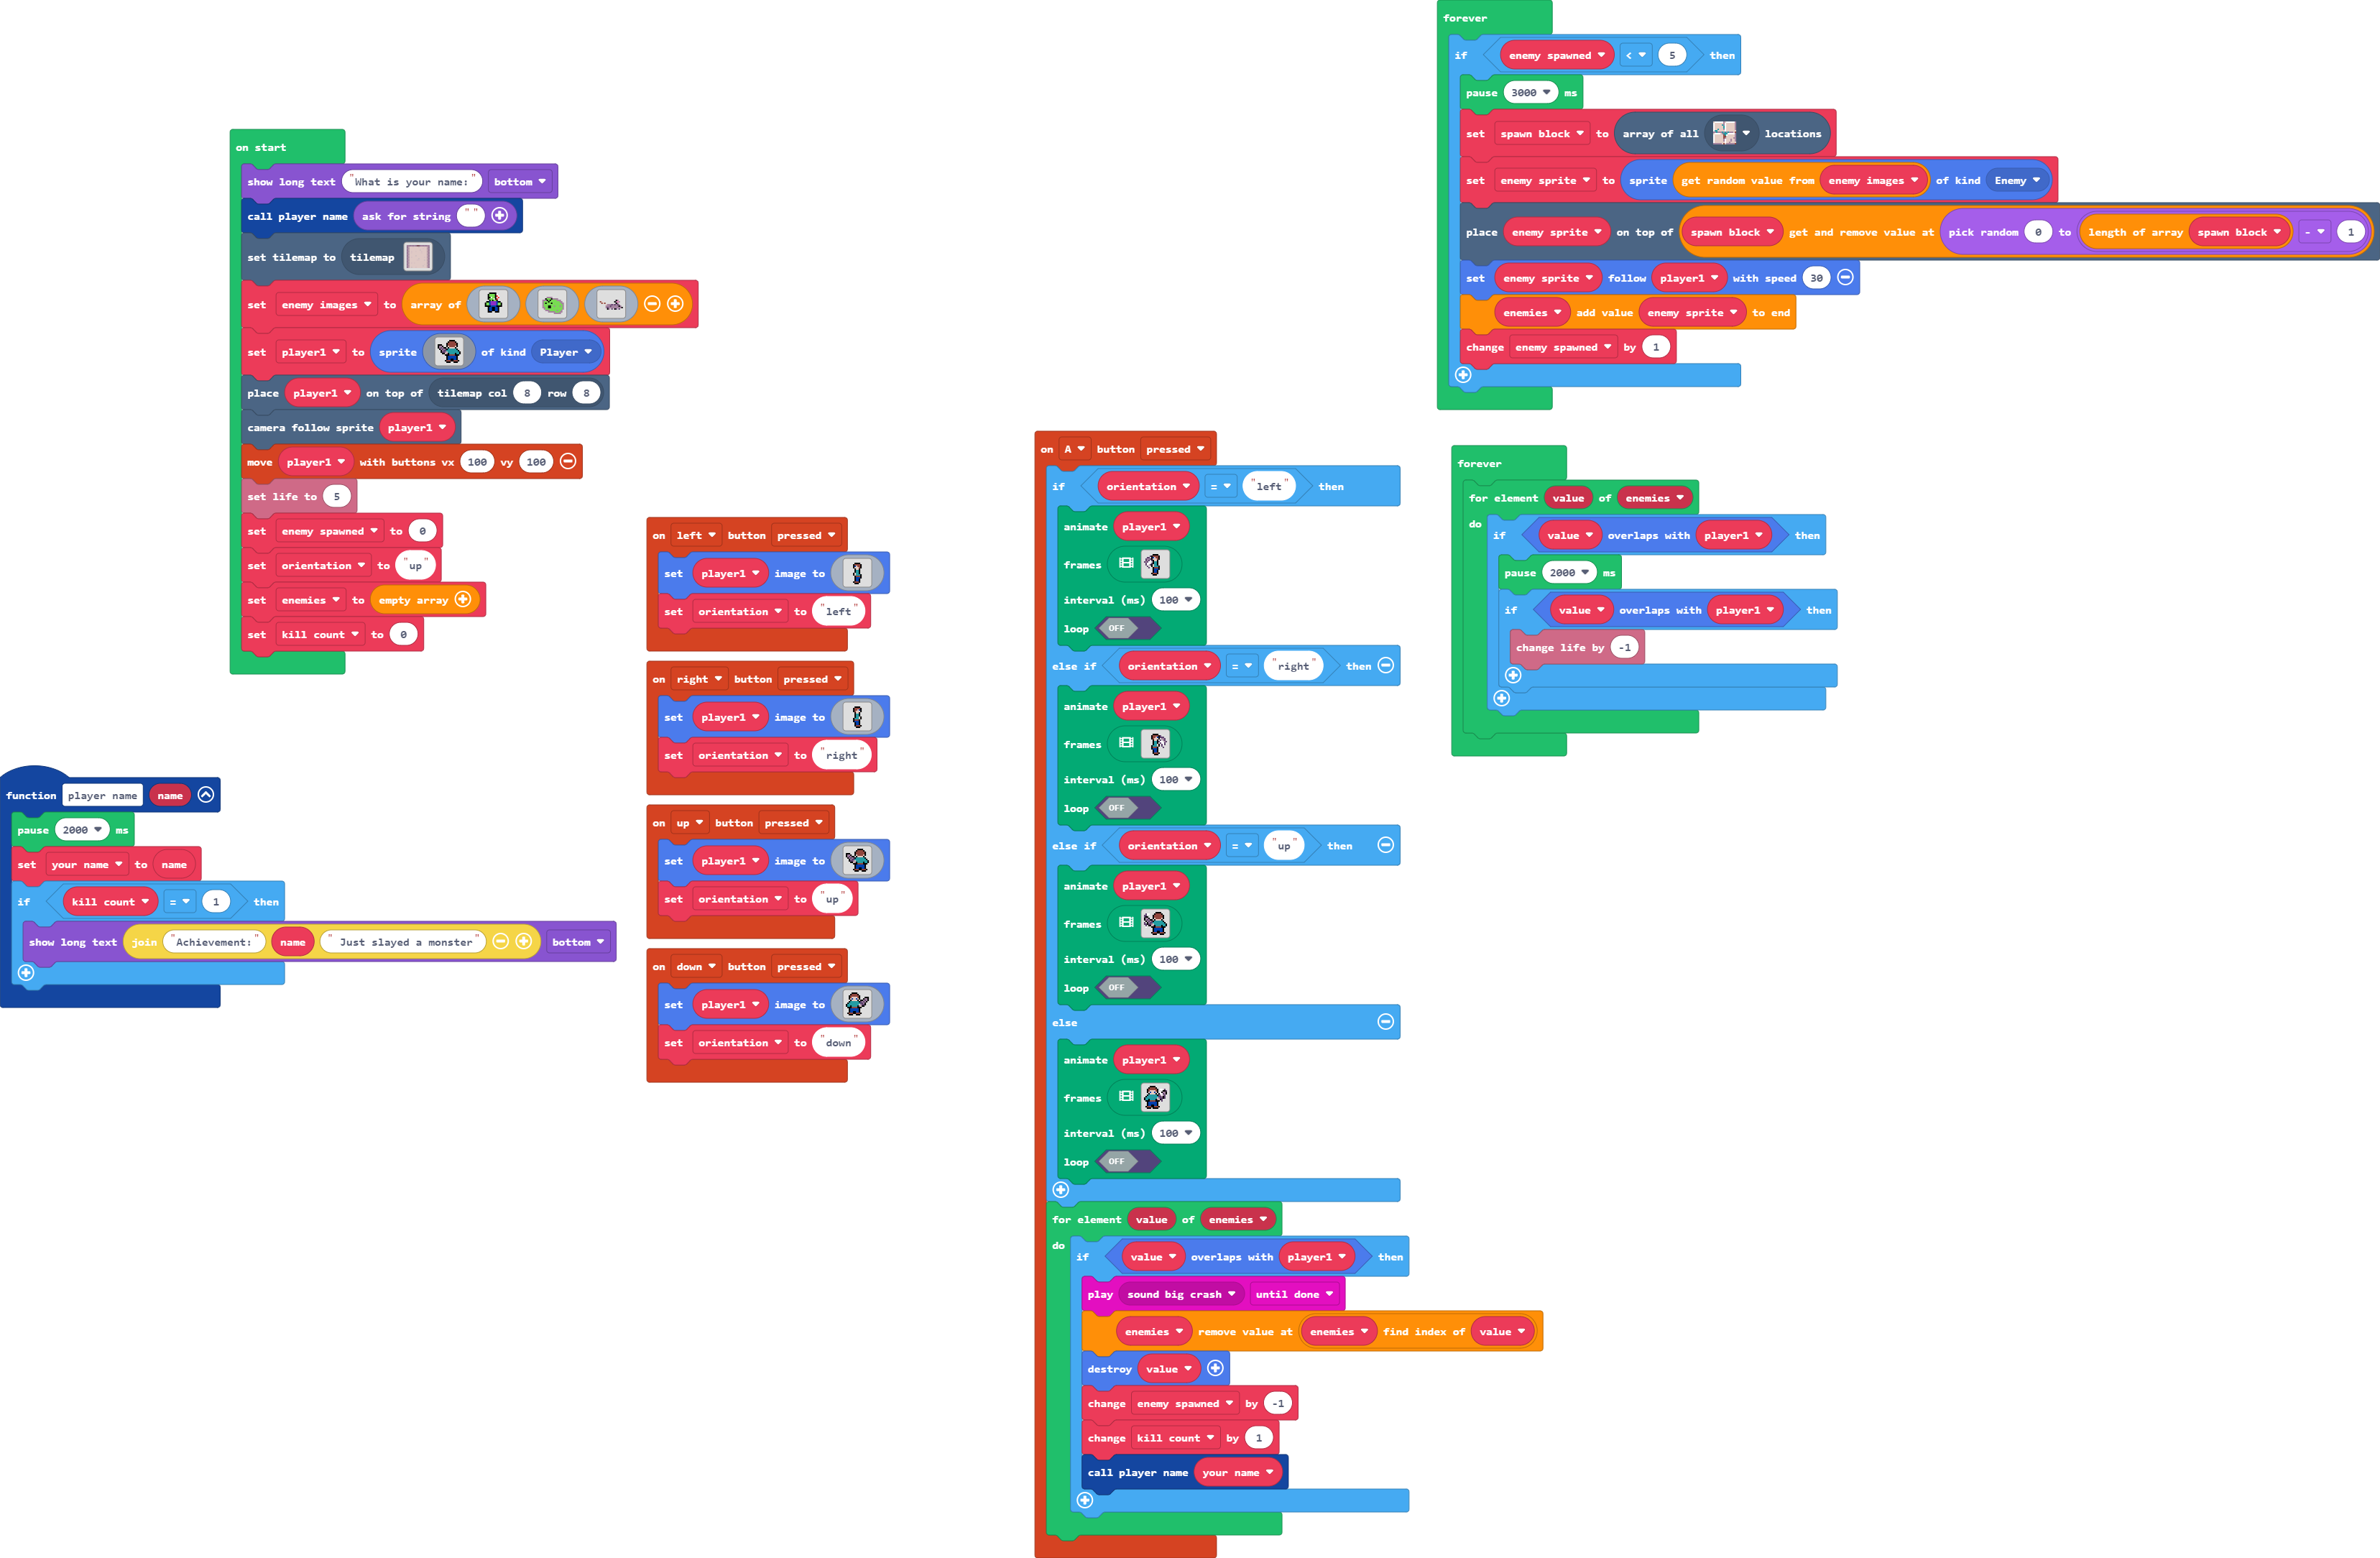 on start
show long text "What is your name:" bottom
call player name ask for string " "
set tilemap to tilemap
set enemy images to array of
set player1 to sprite of kind Player
place player1 on top of tilemap col 8 row 8
camera follow sprite player1
move player1 with buttons vx 100 vy 100
set life to 5
set enemy spawned to 0
set orientation to "up"
set enemies to empty array
set kill count to 0
function player name name
pause 2000 ms
set your name to name
if kill count = 1 then
show long text join "Achievement:" name " Just slayed a monster" bottom
on left button pressed
set player1 image to
set orientation to "left"
on right button pressed
set player1 image to
set orientation to "right"
on up button pressed
set player1 image to
set orientation to "up"
on down button pressed
set player1 image to
set orientation to "down"
on A button pressed
if orientation = "left" then
animate player1
frames
interval (ms) 100
loop OFF
else if orientation = "right" then
animate player1
frames
interval (ms) 100
loop OFF
else if orientation = "up" then
animate player1
frames
interval (ms) 100
loop OFF
else
animate player1
frames
interval (ms) 100
loop OFF
for element value of enemies
do
if value overlaps with player1 then
play sound big crash until done
enemies remove value at enemies find index of value
destroy value
change enemy spawned by -1
change kill count by 1
call player name your name
forever
if enemy spawned < 5 then
pause 3000 ms
set spawn block to array of all locations
set enemy sprite to sprite get random value from enemy images of kind Enemy
place enemy sprite on top of spawn block get and remove value at pick random 0 to length of array spawn block - 1
set enemy sprite follow player1 with speed 30
enemies add value enemy sprite to end
change enemy spawned by 1
forever
for element value of enemies
do
if value overlaps with player1 then
pause 2000 ms
if value overlaps with player1 then
change life by -1